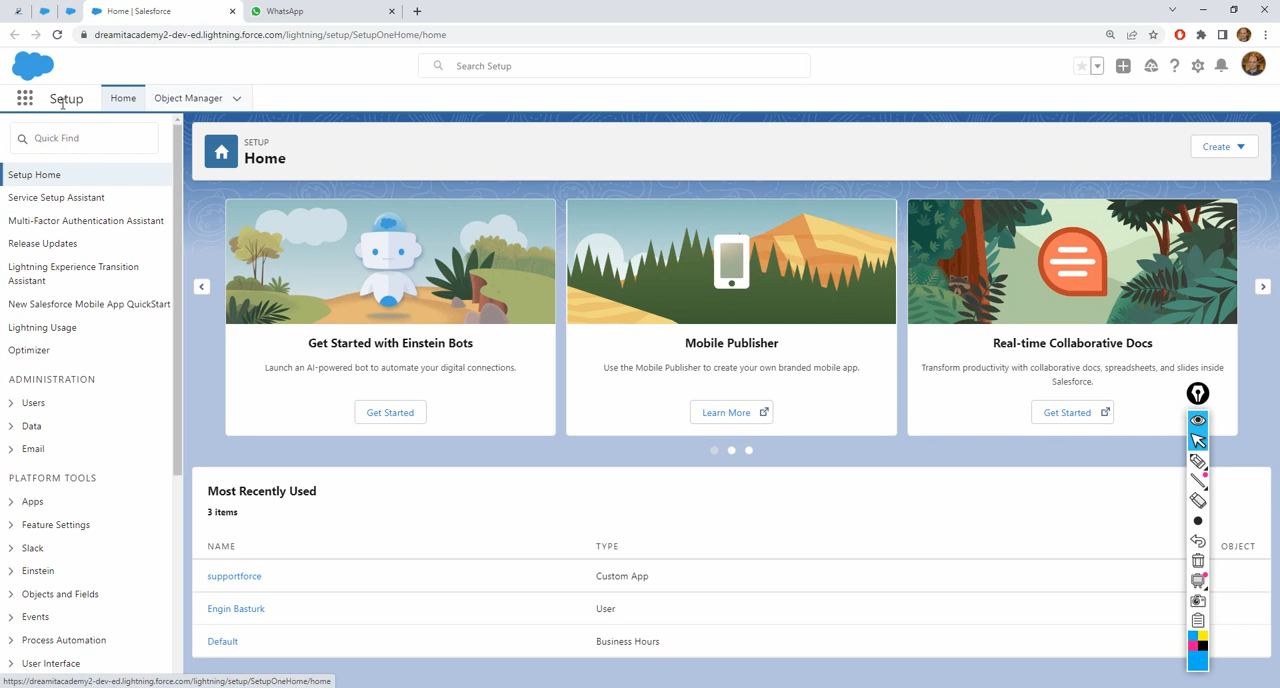 Home | Salesforce
WhatsApp
dreamitacademy2-dev-ed.lightning.force.com/lightning/setup/SetupOneHome/home
Search Setup
Setup
Home
Object Manager
Quick Find
Setup Home
Service Setup Assistant
Multi-Factor Authentication Assistant
Release Updates
Lightning Experience Transition
Assistant
New Salesforce Mobile App QuickStart
Lightning Usage
Optimizer
ADMINISTRATION
Users
Data
Email
PLATFORM TOOLS
Apps
Feature Settings
Slack
Einstein
Objects and Fields
Events
Process Automation
User Interface
SETUP
Home
Create
Get Started with Einstein Bots
Launch an AI-powered bot to automate your digital connections.
Get Started
Mobile Publisher
Use the Mobile Publisher to create your own branded mobile app.
Learn More
Real-time Collaborative Docs
Transform productivity with collaborative docs, spreadsheets, and slides inside
Salesforce.
Get Started
Most Recently Used
3 items
NAME
TYPE
OBJECT
supportforce
Custom App
Engin Basturk
User
Default
Business Hours
https://dreamitacademy2-dev-ed.lightning.force.com/lightning/setup/SetupOneHome/home